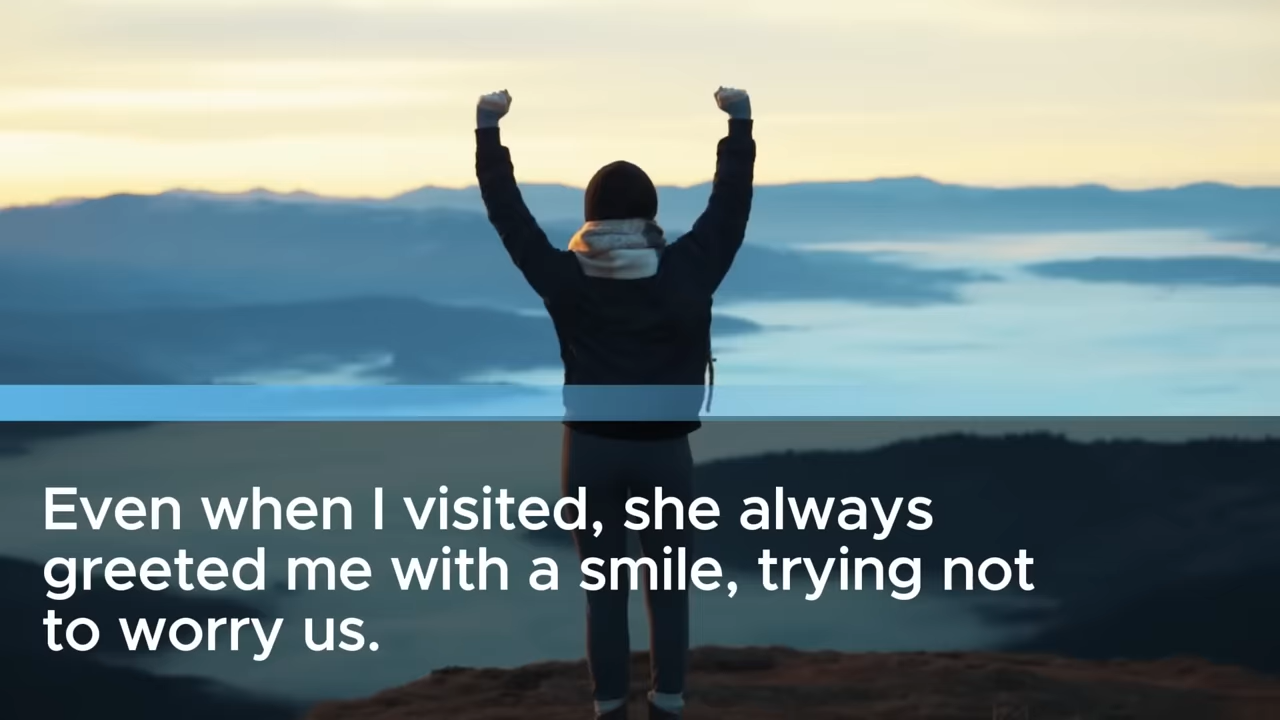 Even when I visited, she always
greeted me with a smile, trying not
to worry us.